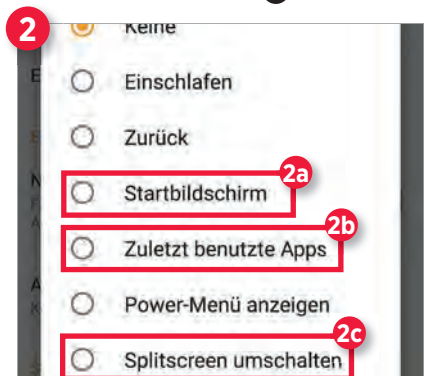 2
Keine
Einschlafen
Zurück
2a
Startbildschirm
2b
Zuletzt benutzte Apps
Power-Menü anzeigen
2c
Splitscreen umschalten